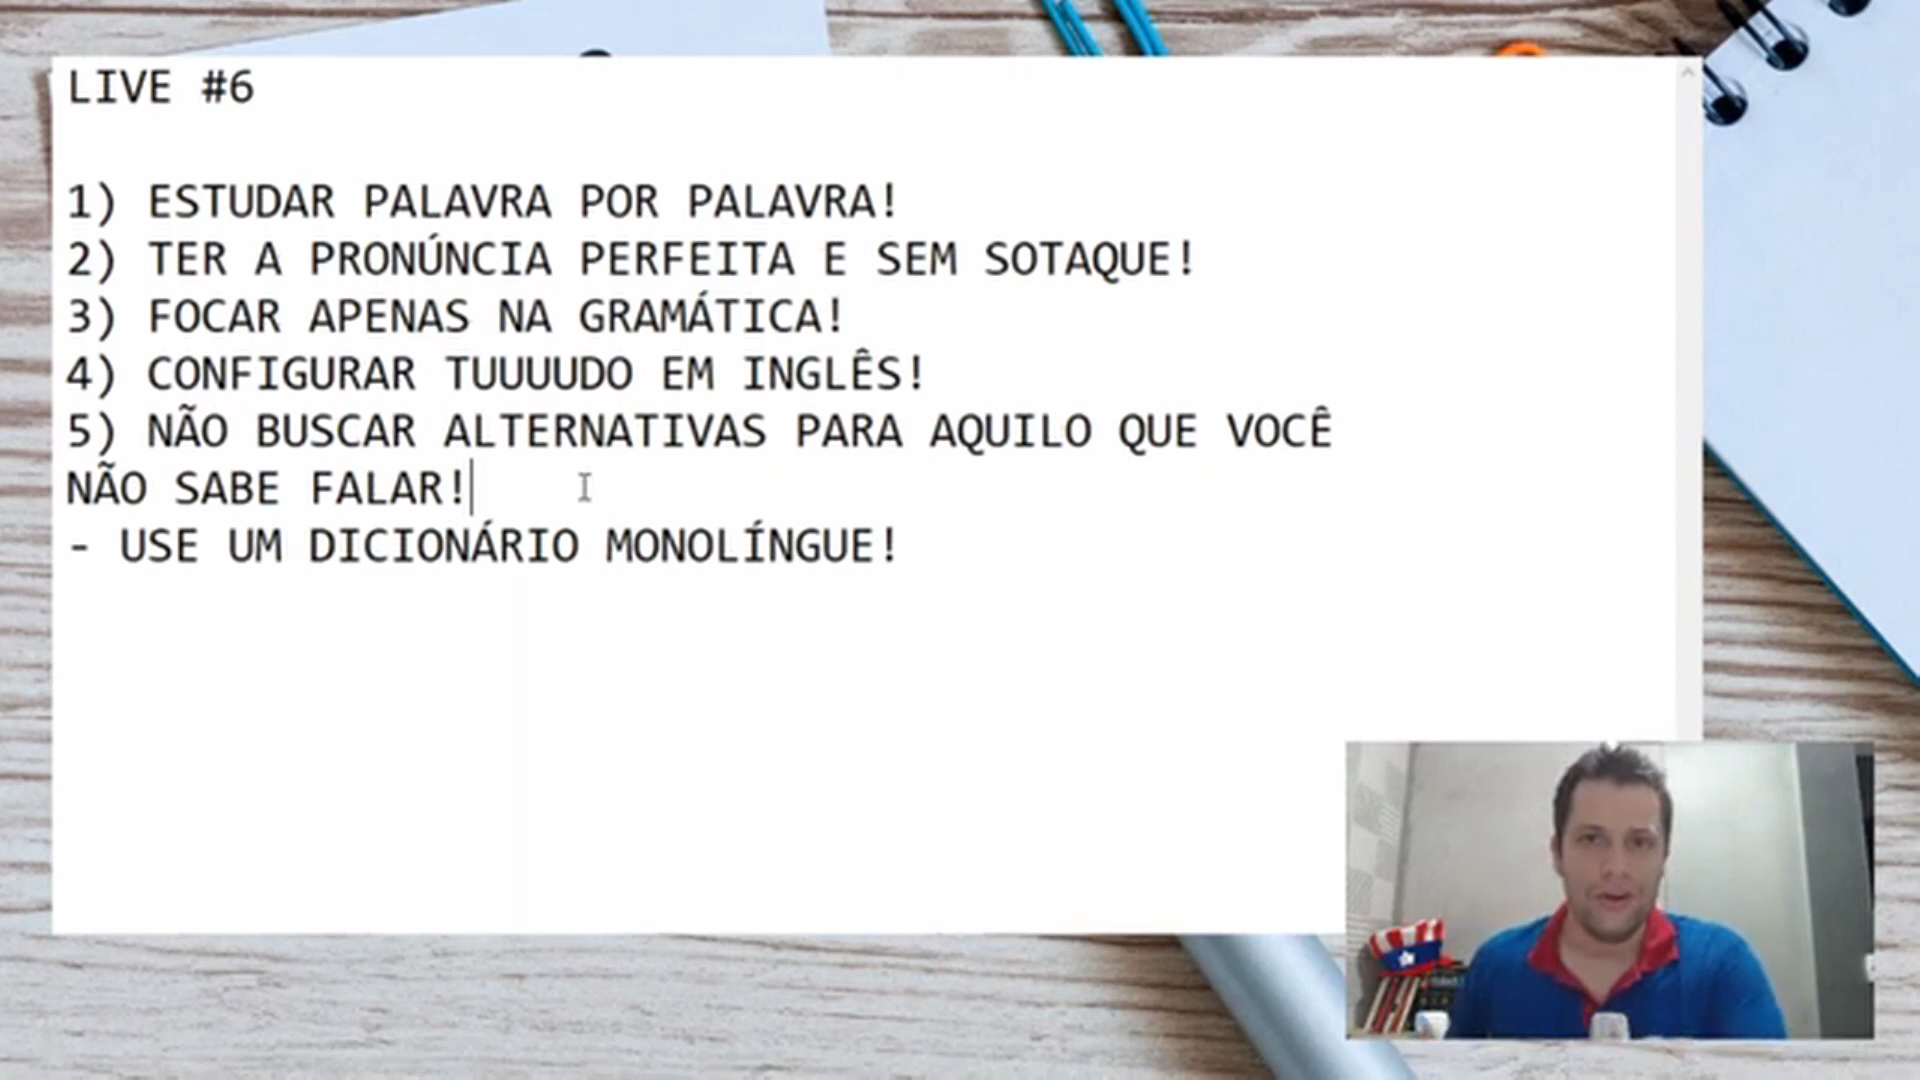 LIVE #6
1) ESTUDAR PALAVRA POR PALAVRA!
2) TER A PRONÚNCIA PERFEITA E SEM SOTAQUE!
3) FOCAR APENAS NA GRAMÁTICA!
4) CONFIGURAR TUUUUDO EM INGLÊS!
5) NÃO BUSCAR ALTERNATIVAS PARA AQUILO QUE VOCÊ
NÃO SABE FALAR!
- USE UM DICIONÁRIO MONOLÍNGUE!